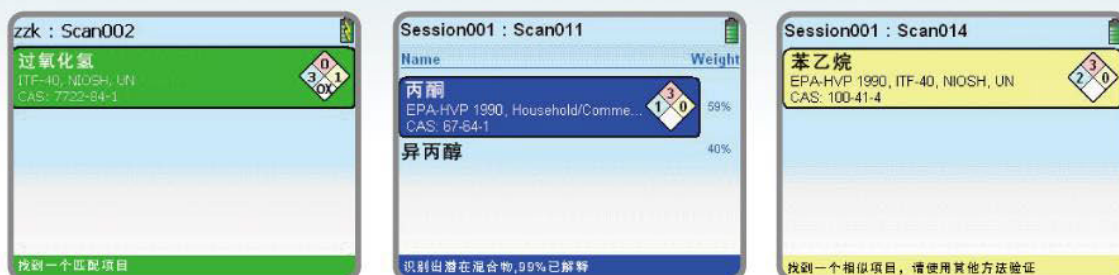 zzk : Scan002
过氧化氢
ITF-40, NIOSH, UN
CAS: 7722-84-1
0
3 1
OX
找到一个匹配项目
Session001 : Scan011
Name Weight
丙酮
EPA-HVP 1990, Household/Comme...
CAS: 67-64-1
3
1 0
59%
异丙醇 40%
识别出潜在混合物,99%已解释
Session001 : Scan014
苯乙烷
EPA-HVP 1990, ITF-40, NIOSH, UN
CAS: 100-41-4
3
2 0
找到一个相似项目，请使用其他方法验证